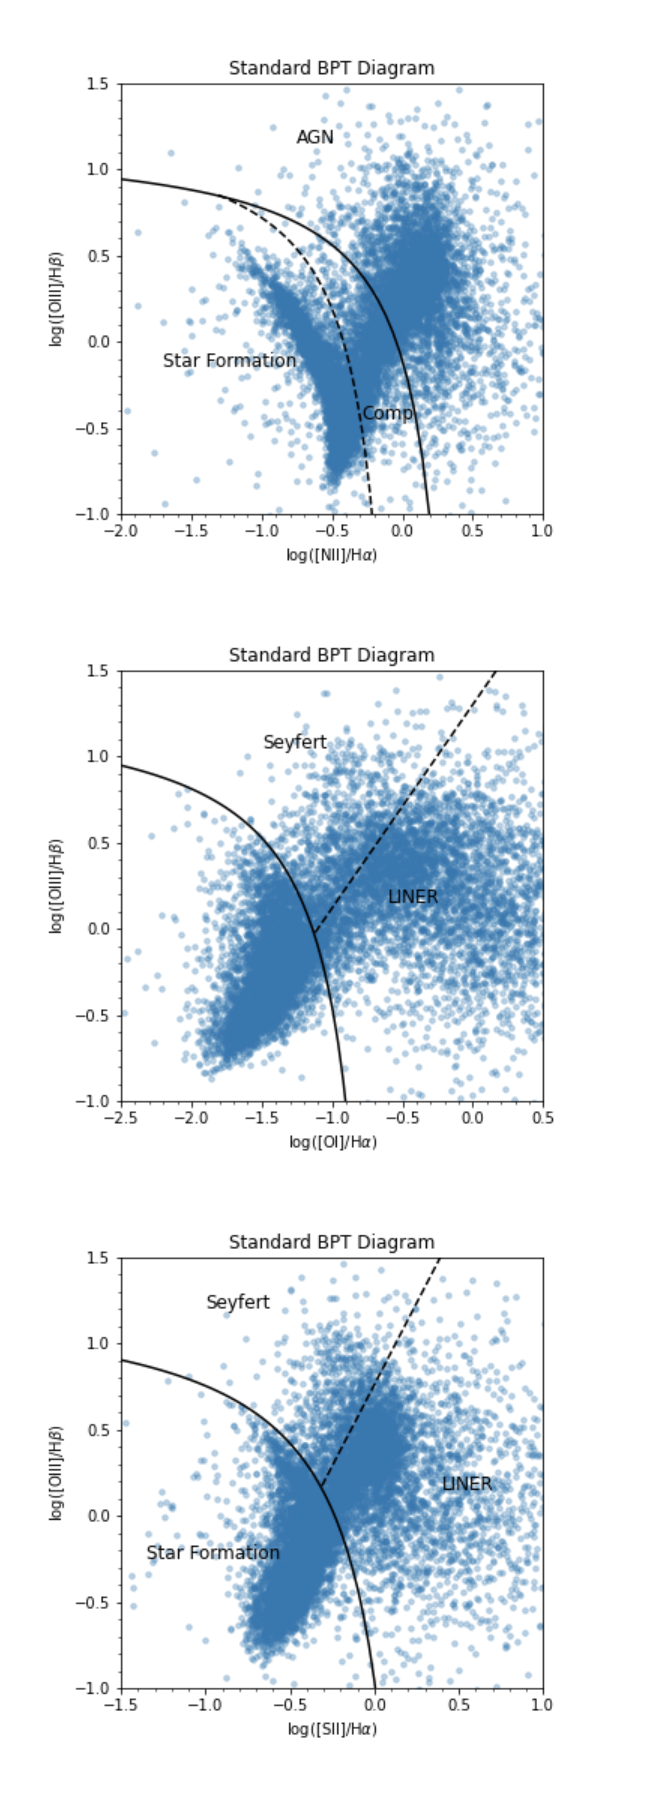 Standard BPT Diagram
1.5
AGN
1.0
0.5
log([OIII]/Hβ)
0.0
Star Formation
Comp
−0.5
−1.0
−2.0 −1.5 −1.0 −0.5 0.0 0.5 1.0
log([NII]/Hα)
Standard BPT Diagram
1.5
Seyfert
1.0
0.5
log([OIII]/Hβ)
LINER
0.0
−0.5
−1.0
−2.5 −2.0 −1.5 −1.0 −0.5 0.0 0.5
log([OI]/Hα)
Standard BPT Diagram
1.5
Seyfert
1.0
0.5
log([OIII]/Hβ)
LINER
0.0
Star Formation
−0.5
−1.0
−1.5 −1.0 −0.5 0.0 0.5 1.0
log([SII]/Hα)